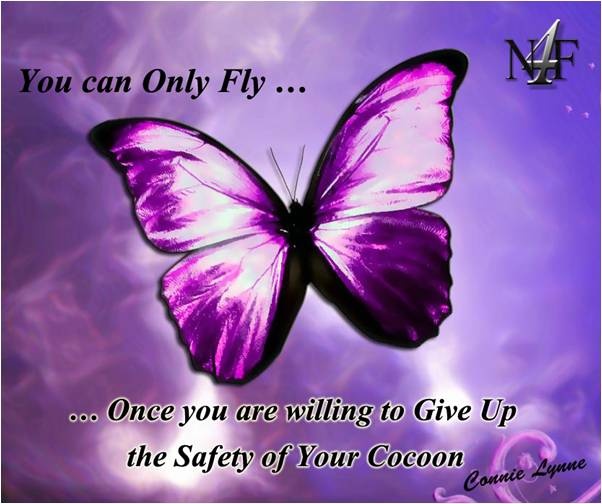 N4F
You can Only Fly ...
... Once you are willing to Give Up
the Safety of Your Cocoon
Connie Lynne